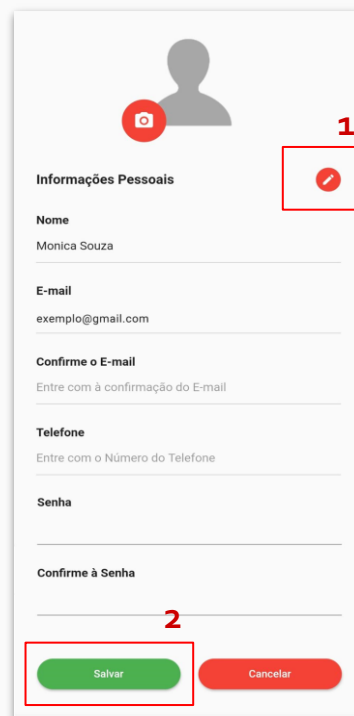 1
Informações Pessoais
Nome
Monica Souza
E-mail
exemplo@gmail.com
Confirme o E-mail
Entre com à confirmação do E-mail
Telefone
Entre com o Número do Telefone
Senha
Confirme à Senha
2
Salvar Cancelar